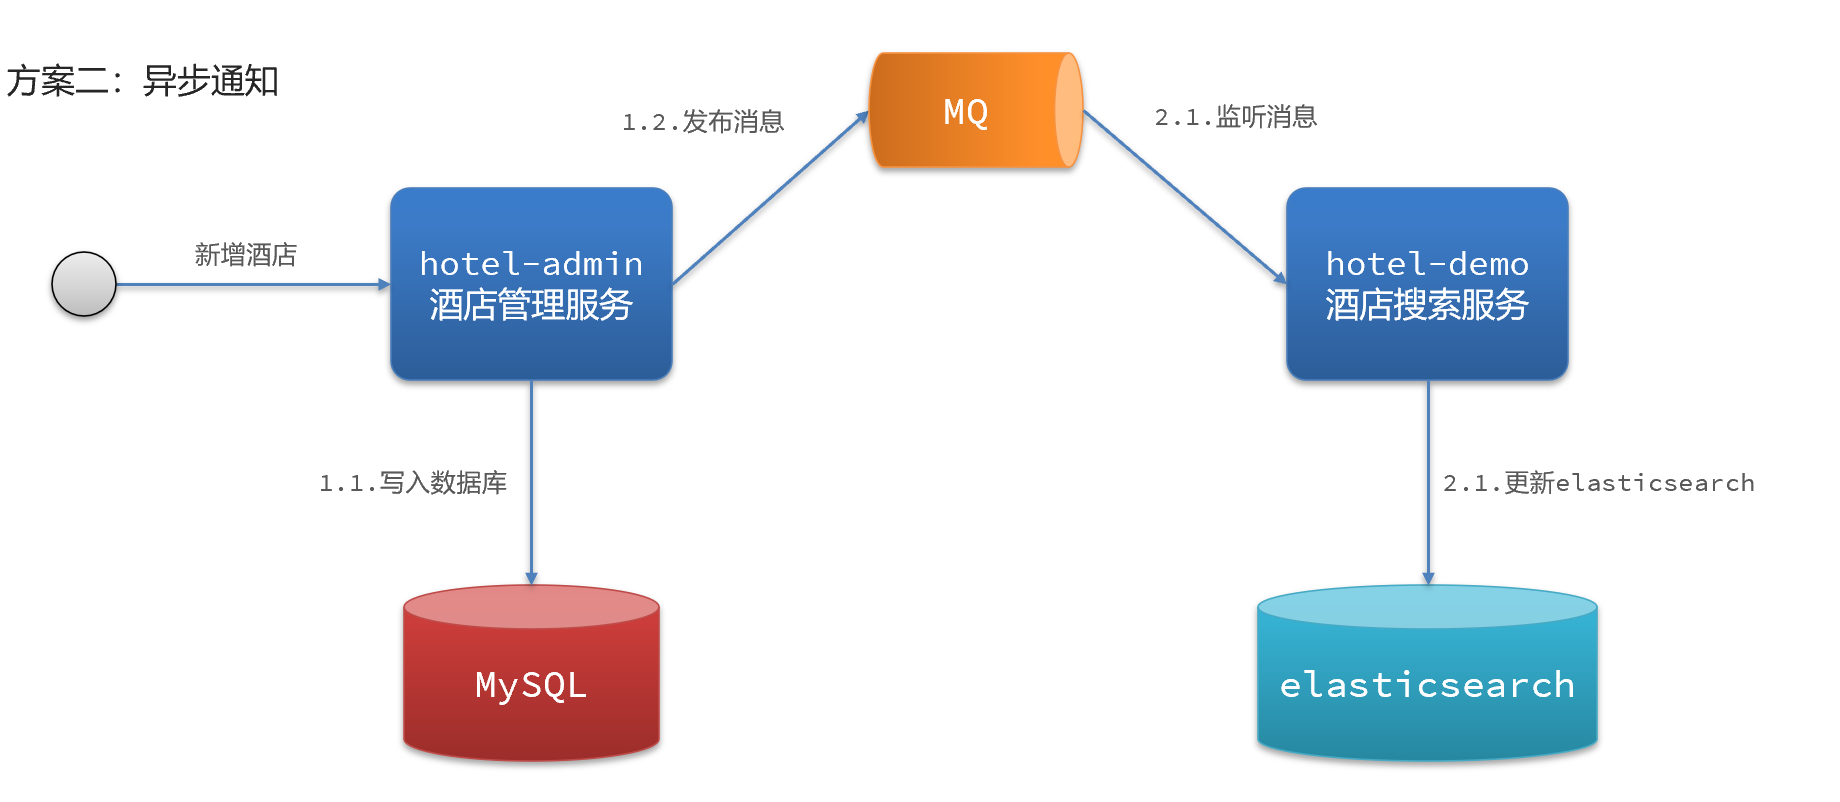 方案二：异步通知
1.2.发布消息
MQ
2.1.监听消息
新增酒店
hotel-admin
酒店管理服务
hotel-demo
酒店搜索服务
1.1.写入数据库
2.1.更新elasticsearch
MySQL
elasticsearch